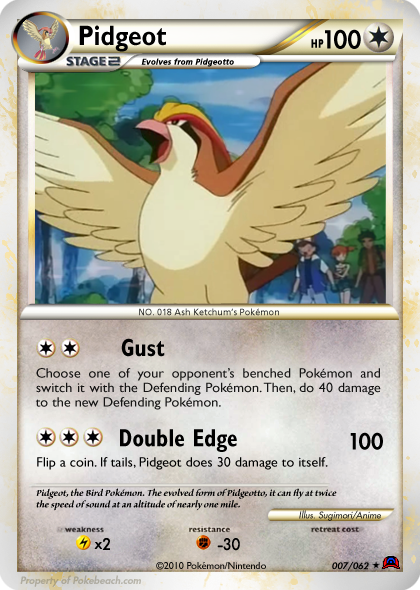 Pidgeot
HP100
STAGE2 Evolves from Pidgeotto
NO. 018 Ash Ketchum's Pokémon
Gust
Choose one of your opponent's benched Pokémon and
switch it with the Defending Pokémon. Then, do 40 damage
to the new Defending Pokémon.
Double Edge 100
Flip a coin. If tails, Pidgeot does 30 damage to itself.
Pidgeot, the Bird Pokémon. The evolved form of Pidgeotto, it can fly at twice
the speed of sound at an altitude of nearly one mile.
Illus. Sugimori/Anime
weakness resistance retreat cost
x2 -30
©2010 Pokémon/Nintendo 007/062 ★
Property of Pokebeach.com